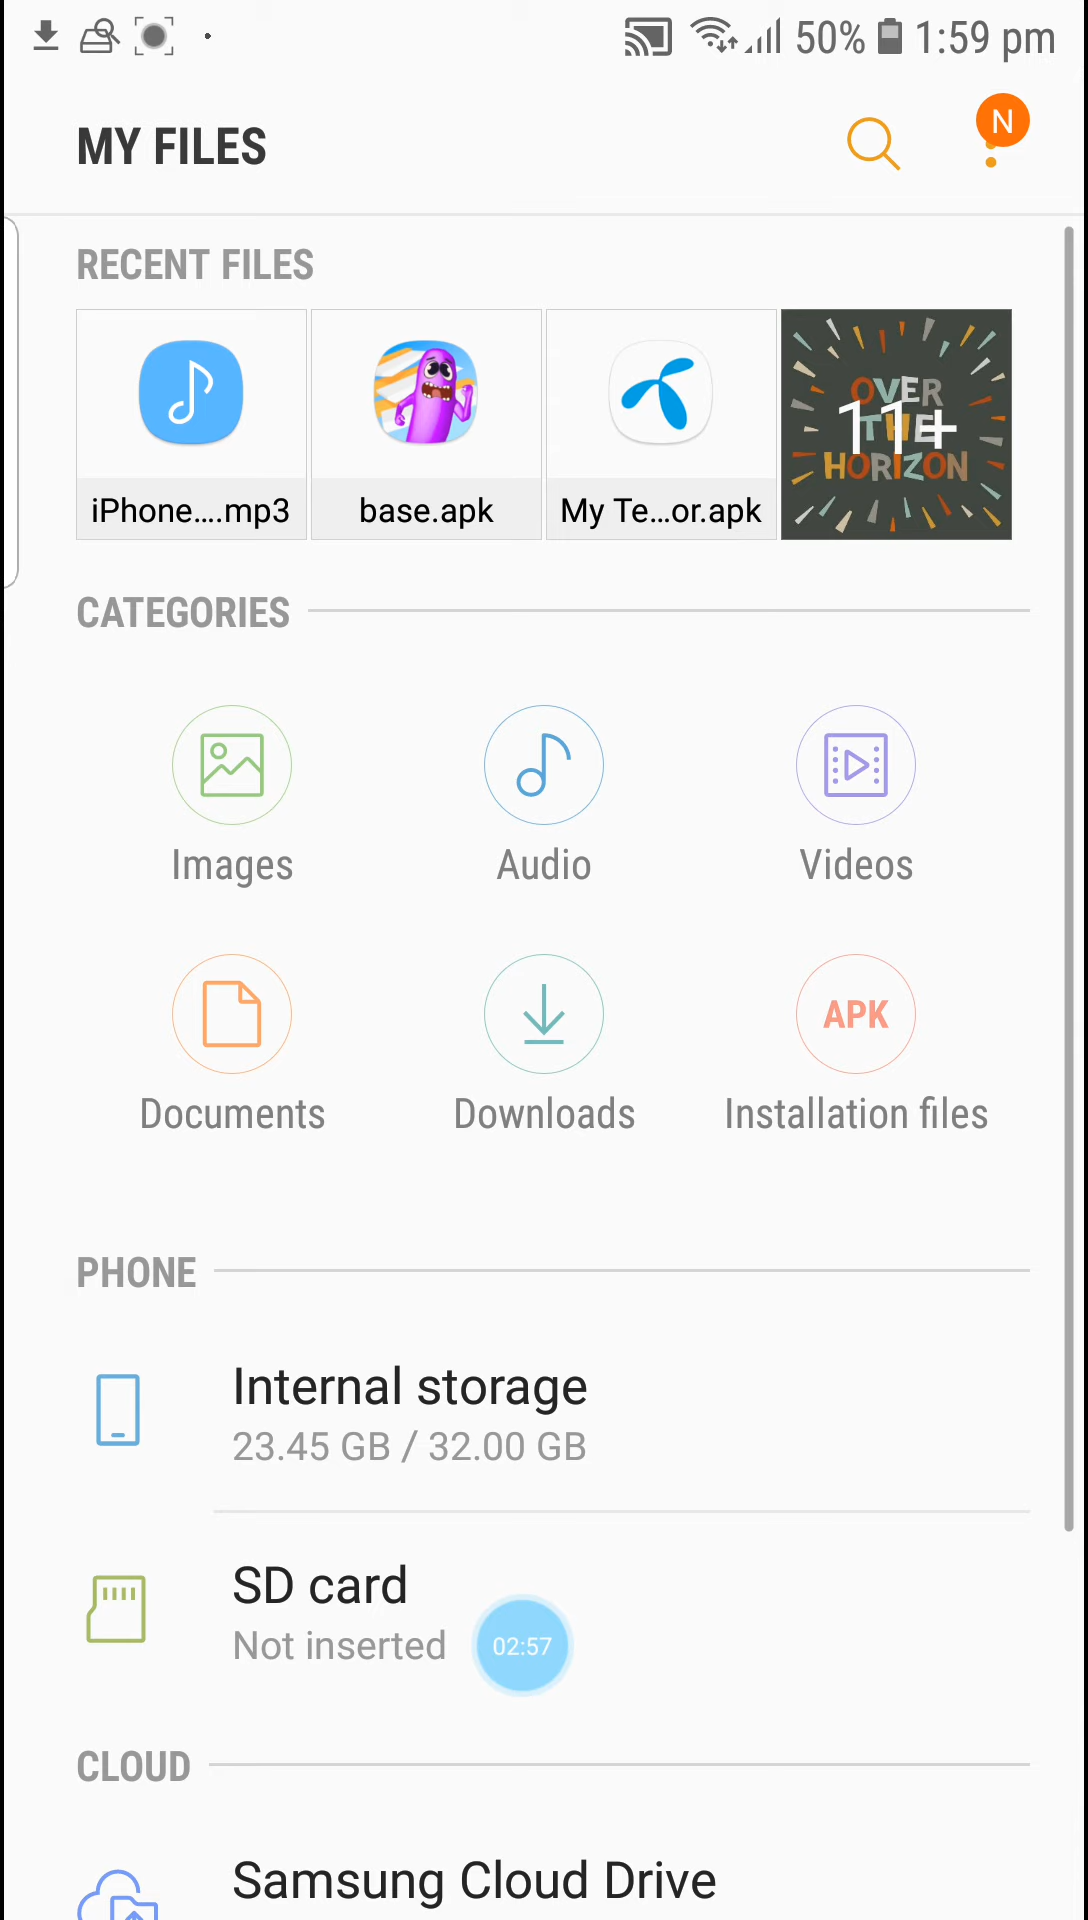 50% 1:59 pm
MY FILES
N
RECENT FILES
OVER
THE
HORIZON
11+
iPhone....mp3
base.apk
My Te...or.apk
CATEGORIES
Images
Audio
Videos
APK
Documents
Downloads
Installation files
PHONE
Internal storage
23.45 GB / 32.00 GB
SD card
Not inserted
02:57
CLOUD
Samsung Cloud Drive